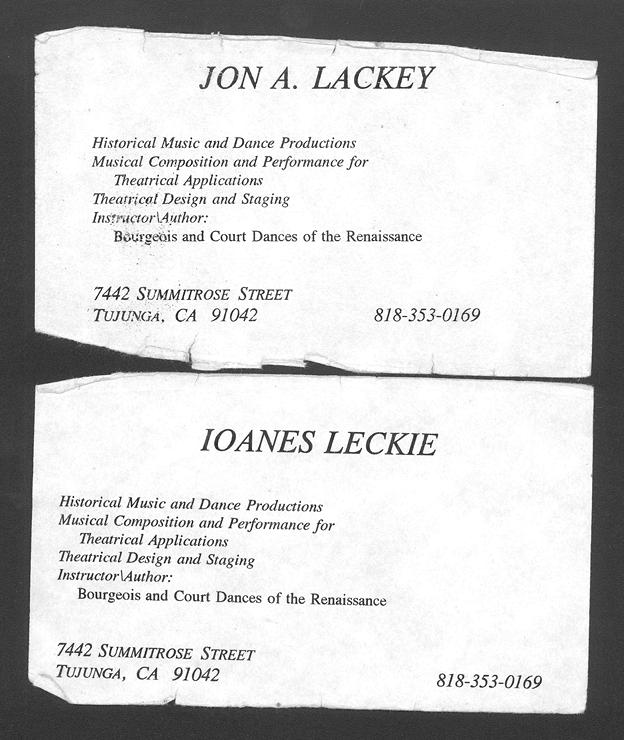 JON A. LACKEY
Historical Music and Dance Productions
Musical Composition and Performance for
Theatrical Applications
Theatrical Design and Staging
Instructor\Author:
Bourgeois and Court Dances of the Renaissance
7442 SUMMITROSE STREET
TUJUNGA, CA 91042 818-353-0169
IOANES LECKIE
Historical Music and Dance Productions
Musical Composition and Performance for
Theatrical Applications
Theatrical Design and Staging
Instructor\Author:
Bourgeois and Court Dances of the Renaissance
7442 SUMMITROSE STREET
TUJUNGA, CA 91042 818-353-0169